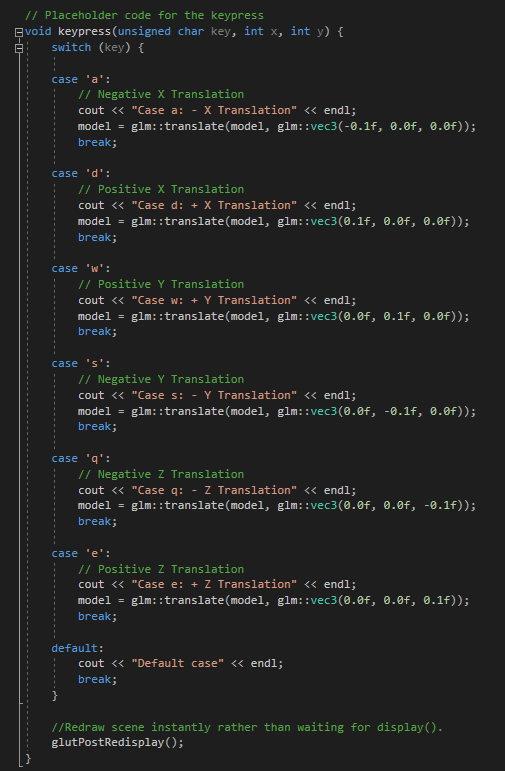 // Placeholder code for the keypress
void keypress(unsigned char key, int x, int y) {
    switch (key) {

    case 'a':
        // Negative X Translation
        cout << "Case a: - X Translation" << endl;
        model = glm::translate(model, glm::vec3(-0.1f, 0.0f, 0.0f));
        break;

    case 'd':
        // Positive X Translation
        cout << "Case d: + X Translation" << endl;
        model = glm::translate(model, glm::vec3(0.1f, 0.0f, 0.0f));
        break;

    case 'w':
        // Positive Y Translation
        cout << "Case w: + Y Translation" << endl;
        model = glm::translate(model, glm::vec3(0.0f, 0.1f, 0.0f));
        break;

    case 's':
        // Negative Y Translation
        cout << "Case s: - Y Translation" << endl;
        model = glm::translate(model, glm::vec3(0.0f, -0.1f, 0.0f));
        break;

    case 'q':
        // Negative Z Translation
        cout << "Case q: - Z Translation" << endl;
        model = glm::translate(model, glm::vec3(0.0f, 0.0f, -0.1f));
        break;

    case 'e':
        // Positive Z Translation
        cout << "Case e: + Z Translation" << endl;
        model = glm::translate(model, glm::vec3(0.0f, 0.0f, 0.1f));
        break;

    default:
        cout << "Default case" << endl;
        break;
    }

    //Redraw scene instantly rather than waiting for display().
    glutPostRedisplay();
}